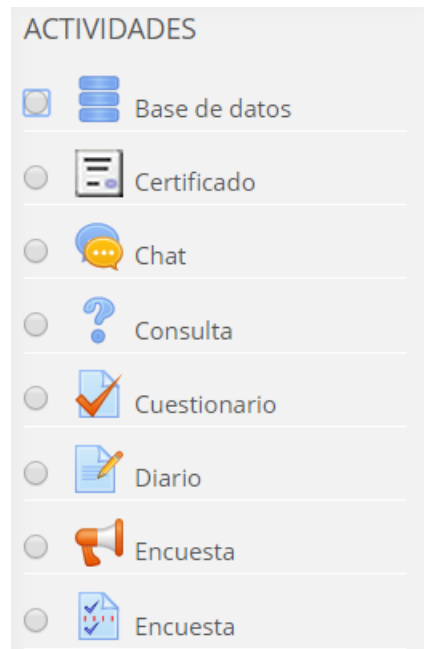 ACTIVIDADES
Base de datos
Certificado
Chat
Consulta
Cuestionario
Diario
Encuesta
Encuesta